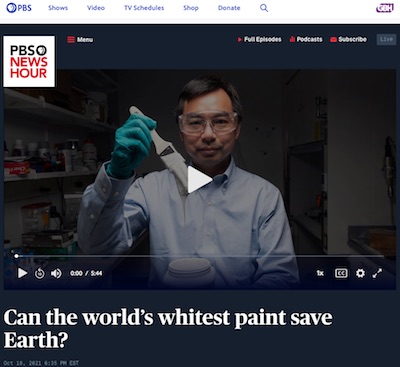 PBS Shows Video TV Schedules Shop Donate GBH
PBS
NEWS
HOUR
Menu Full Episodes Podcasts Subscribe Live
0:00 / 5:44 1x CC
Can the world's whitest paint save
Earth?
Oct 18, 2021 6:35 PM EDT